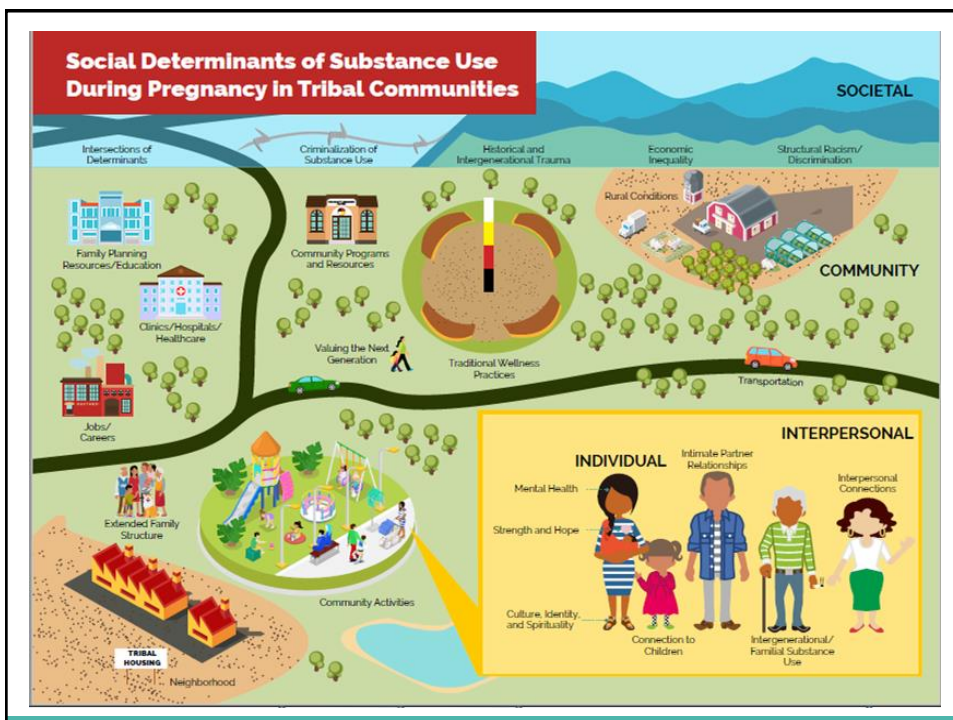 Social Determinants of Substance Use
During Pregnancy in Tribal Communities
SOCIETAL
Intersections of
Determinants
Criminalization of
Substance Use
Historical and
Intergenerational Trauma
Economic
Inequality
Structural Racism/
Discrimination
Family Planning
Resources/Education
Community Programs
and Resources
Rural Conditions
COMMUNITY
Clinics/Hospitals/
Healthcare
Valuing the Next
Generation
Traditional Wellness
Practices
Transportation
Jobs/
Careers
Extended Family
Structure
Community Activities
TRIBAL
HOUSING
Neighborhood
INDIVIDUAL
INTERPERSONAL
Mental Health
Strength and Hope
Culture, Identity,
and Spirituality
Intimate Partner
Relationships
Interpersonal
Connections
Connection to
Children
Intergenerational/
Familial Substance
Use